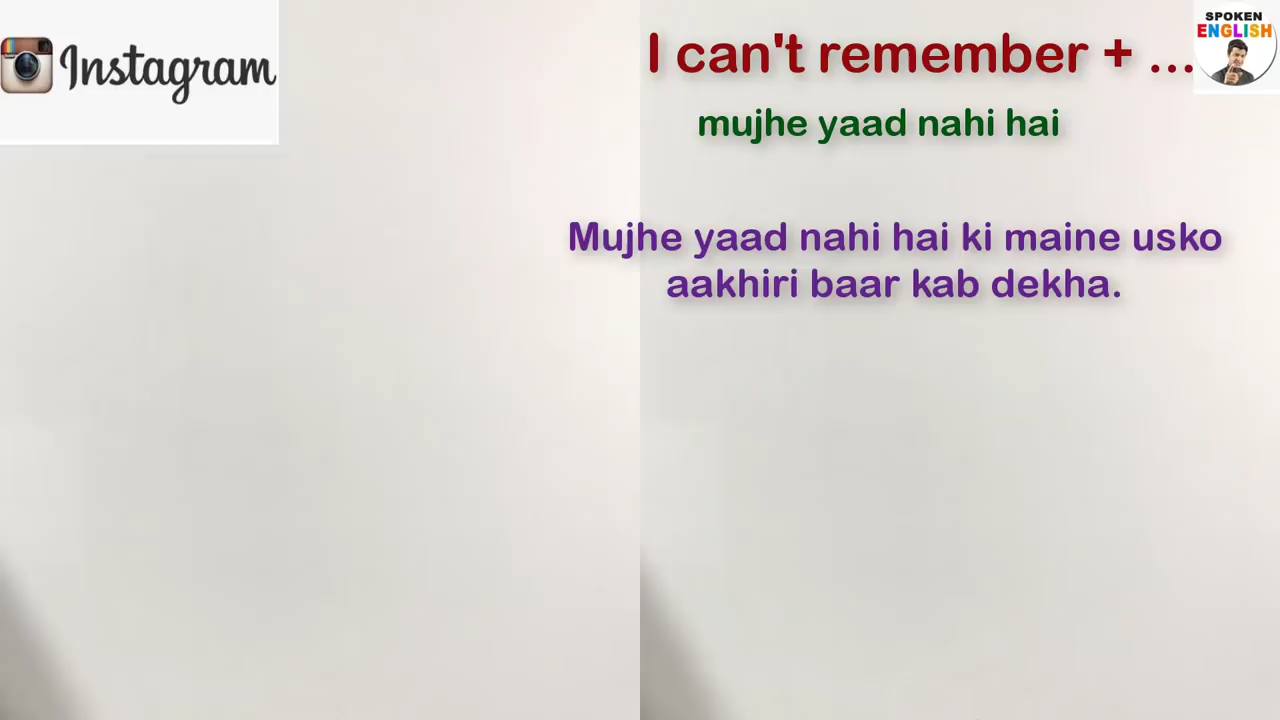 Instagram
SPOKEN
ENGLISH
I can't remember + ...
mujhe yaad nahi hai
Mujhe yaad nahi hai ki maine usko
aakhiri baar kab dekha.